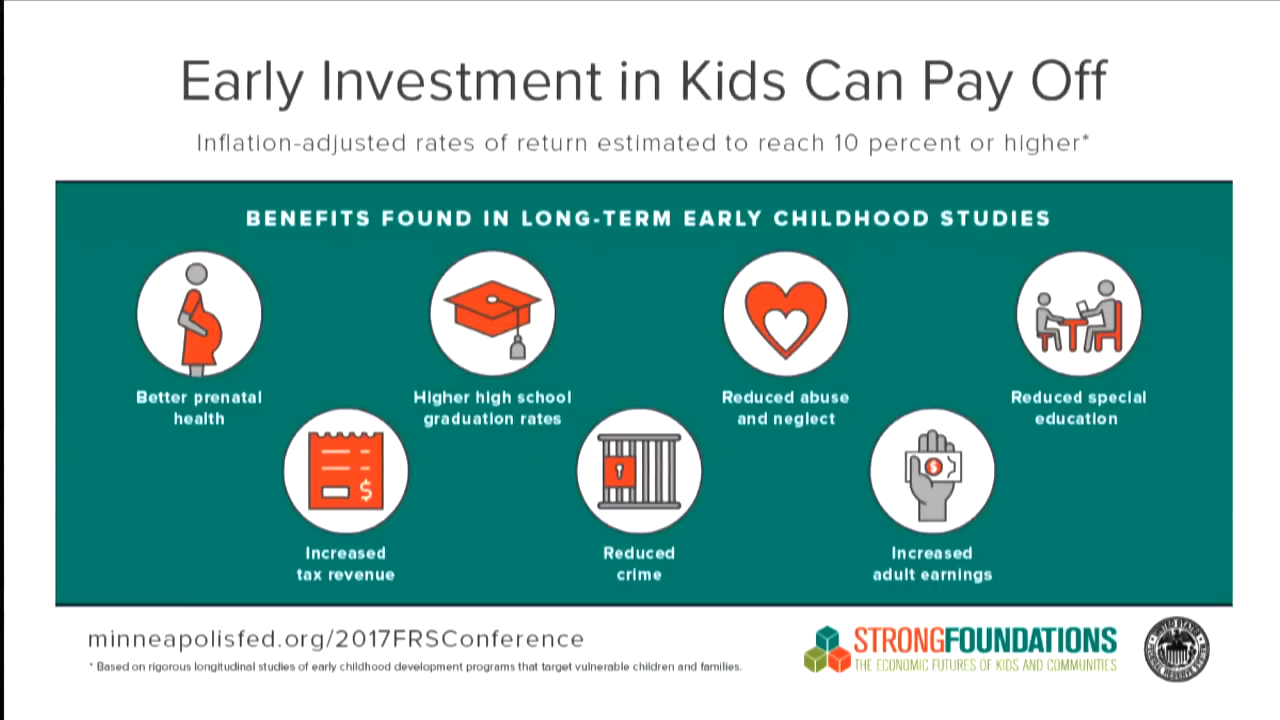 Early Investment in Kids Can Pay Off
Inflation-adjusted rates of return estimated to reach 10 percent or higher*
BENEFITS FOUND IN LONG-TERM EARLY CHILDHOOD STUDIES
Better prenatal
health
Higher high school
graduation rates
Reduced abuse
and neglect
Reduced special
education
$
$
Increased
tax revenue
Reduced
crime
Increased
adult earnings
minneapolisfed.org/2017FRSConference
* Based on rigorous longitudinal studies of early childhood development programs that target vulnerable children and families.
STRONGFOUNDATIONS
THE ECONOMIC FUTURES OF KIDS AND COMMUNITIES